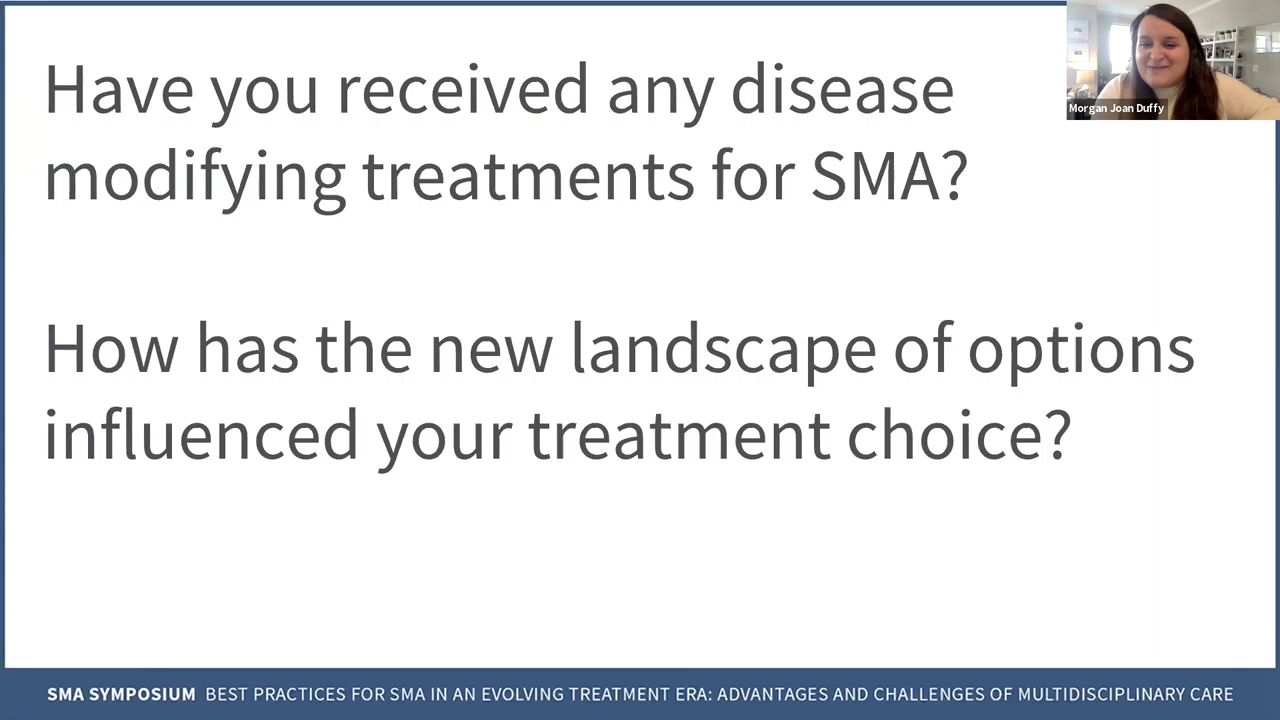 Have you received any disease
modifying treatments for SMA?
How has the new landscape of options
influenced your treatment choice?
Morgan Joan Duffy
SMA SYMPOSIUM BEST PRACTICES FOR SMA IN AN EVOLVING TREATMENT ERA: ADVANTAGES AND CHALLENGES OF MULTIDISCIPLINARY CARE